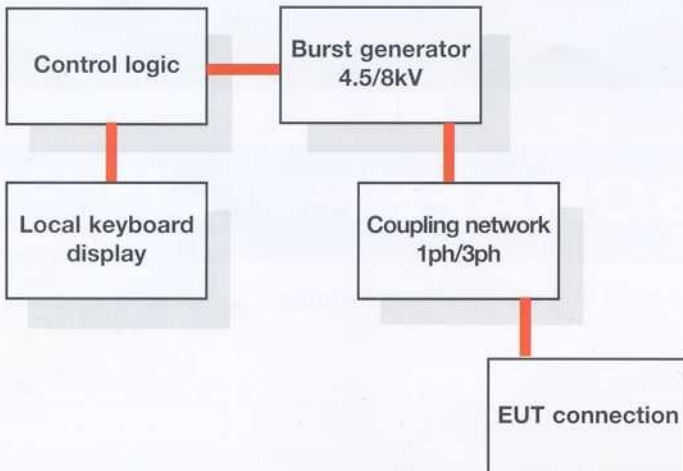 Control logic
Burst generator
4.5/8kV
Local keyboard
display
Coupling network
1ph/3ph
EUT connection